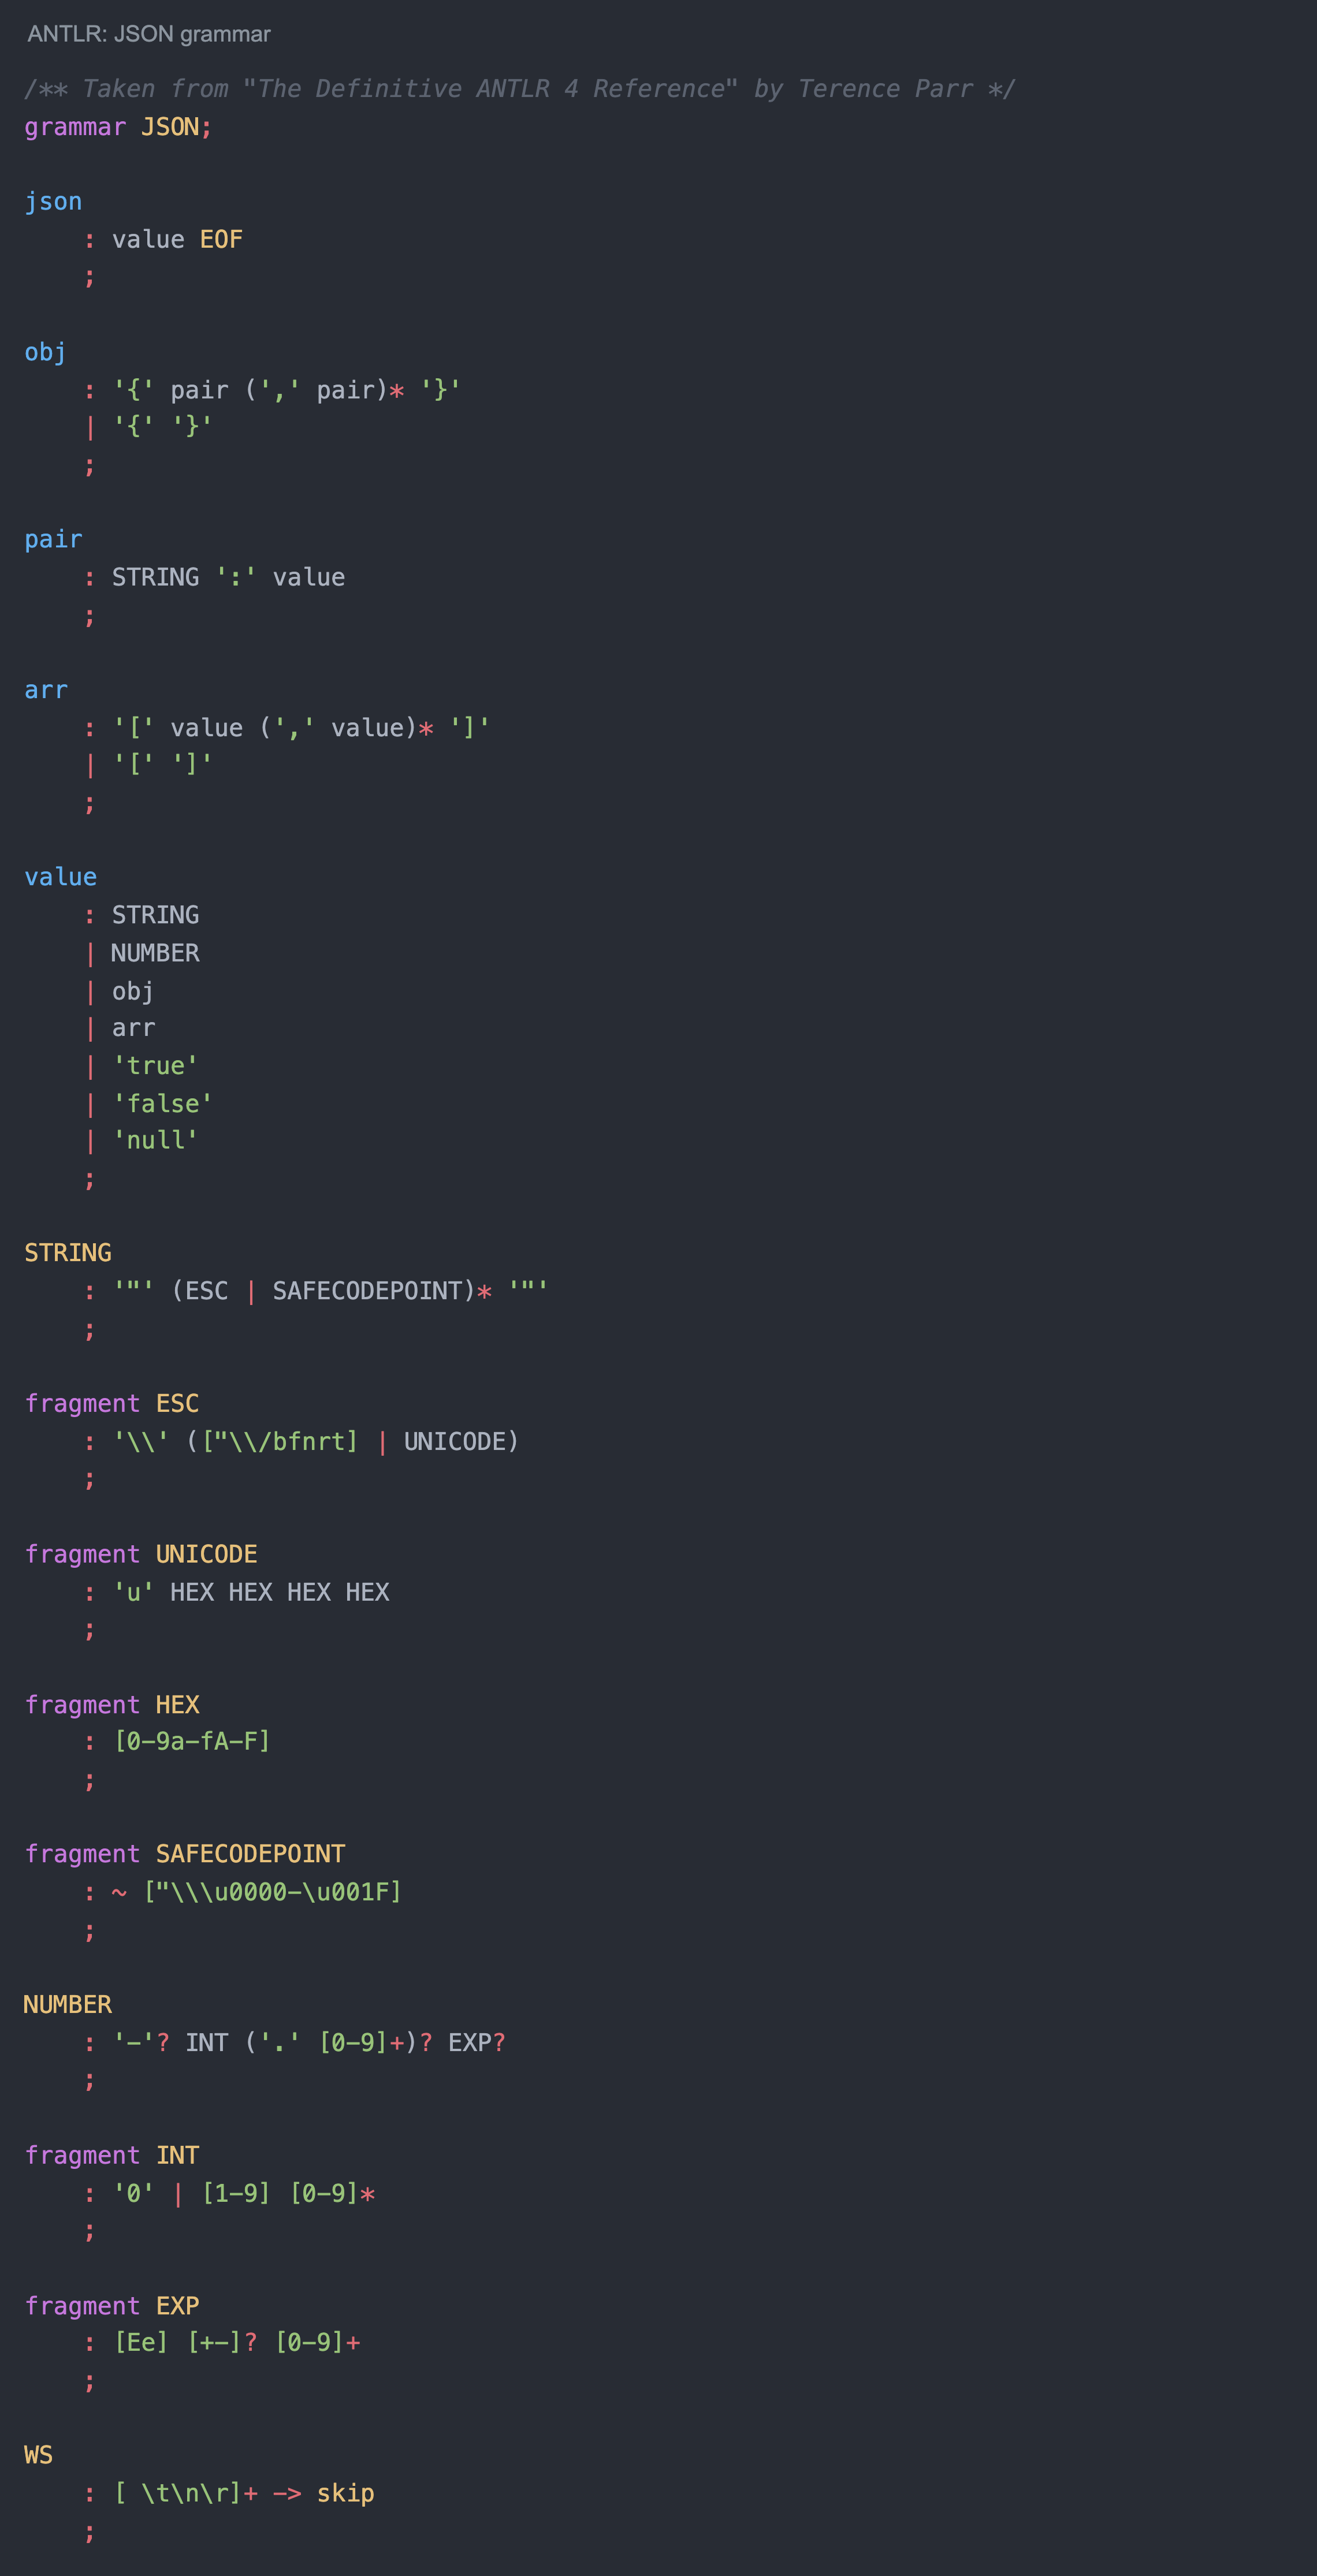 ANTLR: JSON grammar
/** Taken from "The Definitive ANTLR 4 Reference" by Terence Parr */
grammar JSON;

json
    : value EOF
    ;

obj
    : '{' pair (',' pair)* '}'
    | '{' '}'
    ;

pair
    : STRING ':' value
    ;

arr
    : '[' value (',' value)* ']'
    | '[' ']'
    ;

value
    : STRING
    | NUMBER
    | obj
    | arr
    | 'true'
    | 'false'
    | 'null'
    ;

STRING
    : '"' (ESC | SAFECODEPOINT)* '"'
    ;

fragment ESC
    : '\\' (["\\/bfnrt] | UNICODE)
    ;

fragment UNICODE
    : 'u' HEX HEX HEX HEX
    ;

fragment HEX
    : [0-9a-fA-F]
    ;

fragment SAFECODEPOINT
    : ~ ["\\\u0000-\u001F]
    ;

NUMBER
    : '-'? INT ('.' [0-9]+)? EXP?
    ;

fragment INT
    : '0' | [1-9] [0-9]*
    ;

fragment EXP
    : [Ee] [+-]? [0-9]+
    ;

WS
    : [ \t\n\r]+ -> skip
    ;